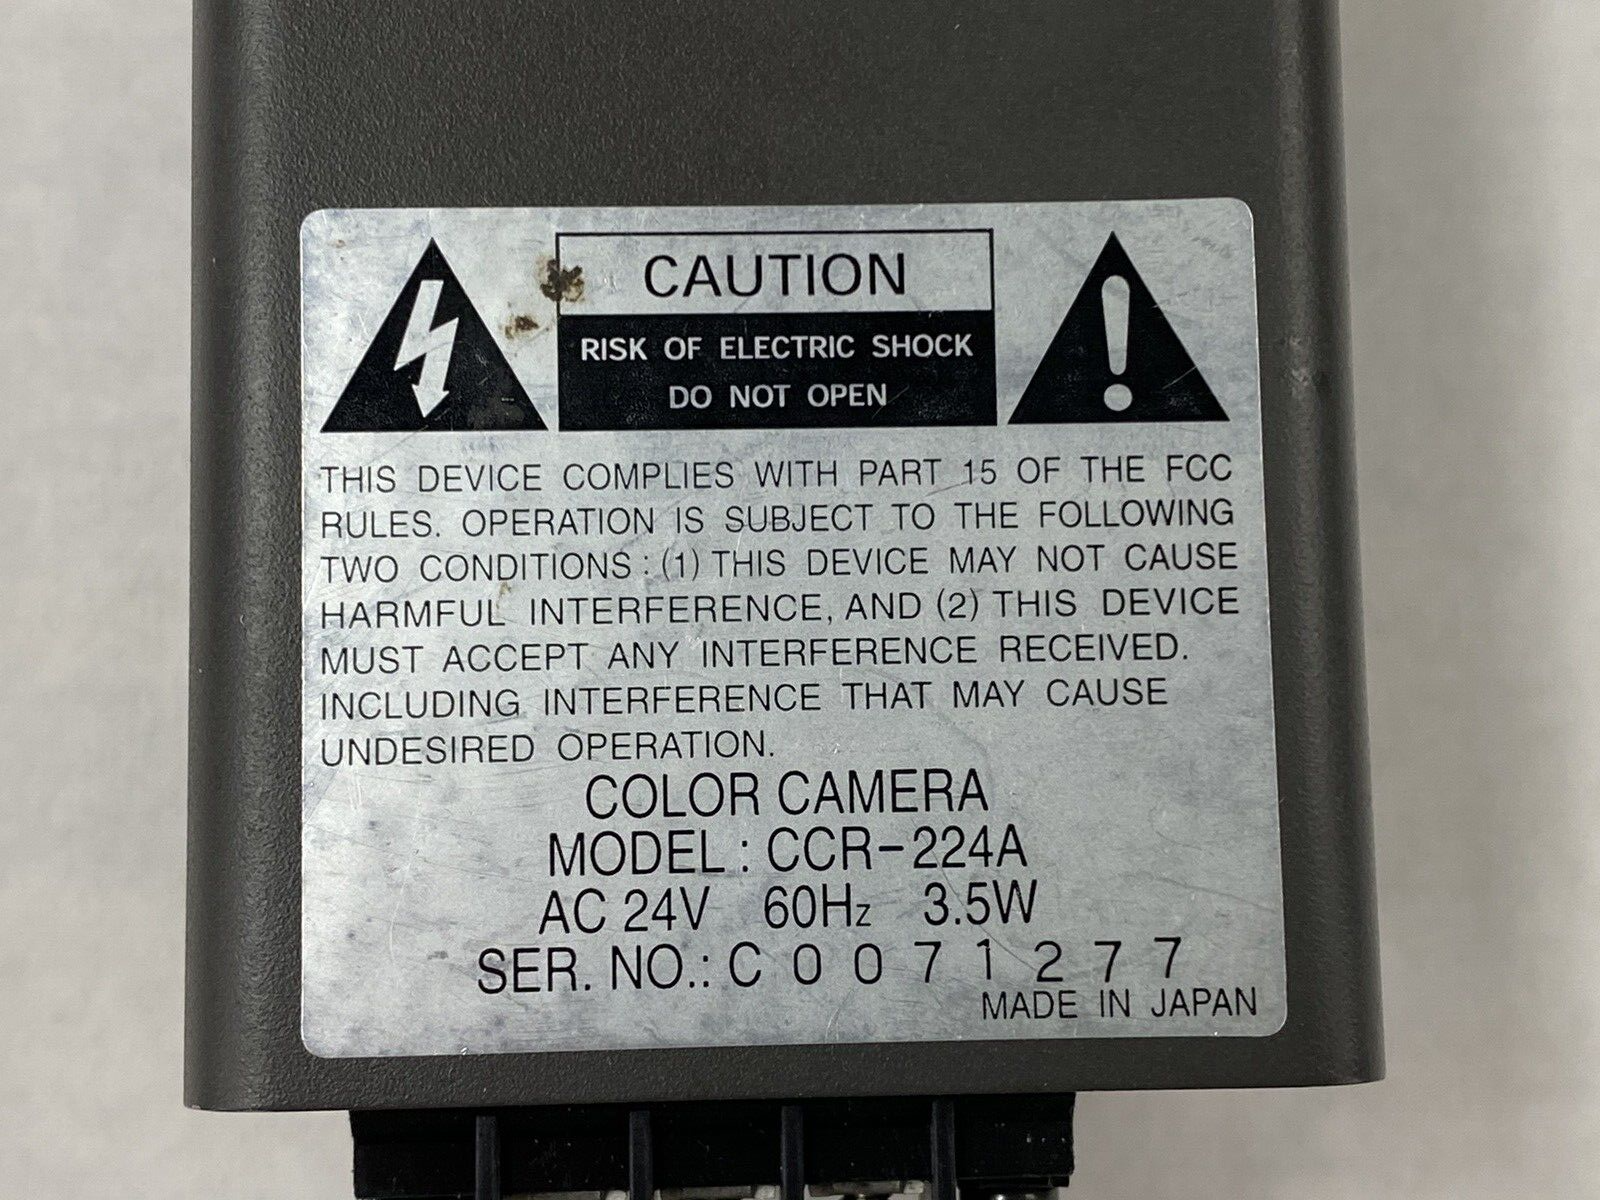 CAUTION
RISK OF ELECTRIC SHOCK
DO NOT OPEN
THIS DEVICE COMPLIES WITH PART 15 OF THE FCC
RULES. OPERATION IS SUBJECT TO THE FOLLOWING
TWO CONDITIONS : (1) THIS DEVICE MAY NOT CAUSE
HARMFUL INTERFERENCE, AND (2) THIS DEVICE
MUST ACCEPT ANY INTERFERENCE RECEIVED.
INCLUDING INTERFERENCE THAT MAY CAUSE
UNDESIRED OPERATION.
COLOR CAMERA
MODEL : CCR-224A
AC 24V 60Hz 3.5W
SER. NO.: C 0 0 7 1 2 7 7
MADE IN JAPAN